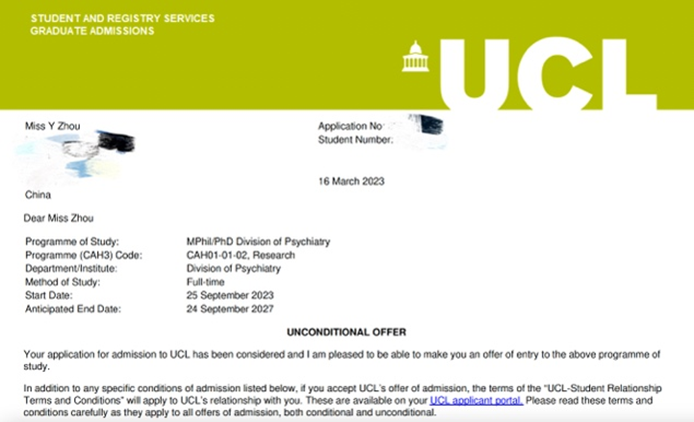 STUDENT AND REGISTRY SERVICES
GRADUATE ADMISSIONS
UCL
Miss Y Zhou
Application No
Student Number:
16 March 2023
China
Dear Miss Zhou
Programme of Study: MPhil/PhD Division of Psychiatry
Programme (CAH3) Code: CAH01-01-02, Research
Department/Institute: Division of Psychiatry
Method of Study: Full-time
Start Date: 25 September 2023
Anticipated End Date: 24 September 2027
UNCONDITIONAL OFFER
Your application for admission to UCL has been considered and I am pleased to be able to make you an offer of entry to the above programme of
study.
In addition to any specific conditions of admission listed below, if you accept UCL's offer of admission, the terms of the "UCL-Student Relationship
Terms and Conditions" will apply to UCL's relationship with you. These are available on your UCL applicant portal. Please read these terms and
conditions carefully as they apply to all offers of admission, both conditional and unconditional.